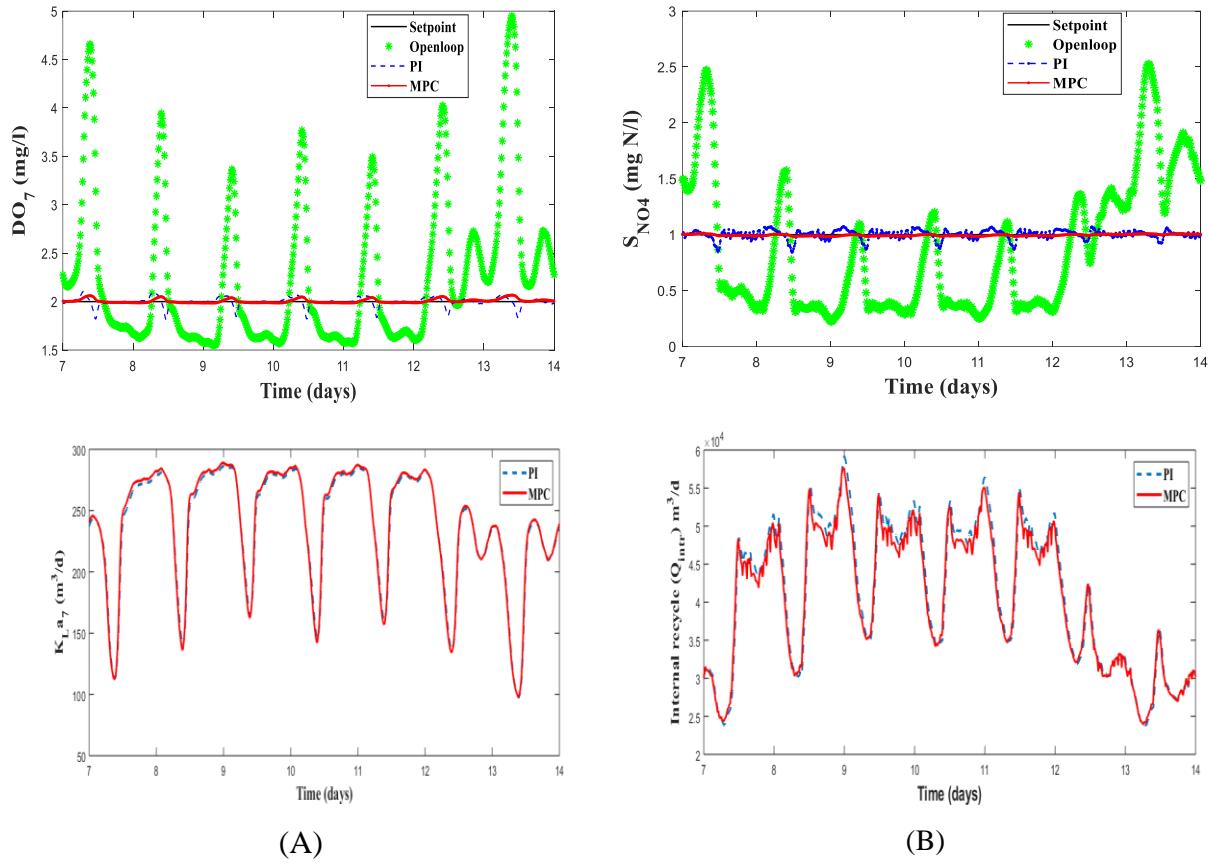 5
4.5
4
3.5
3
2.5
2
1.5
DO7 (mg/l)
Setpoint
Openloop
PI
MPC
7 8 9 10 11 12 13 14
Time (days)
3
2.5
2
1.5
1
0.5
0
SNO4 (mg N/l)
Setpoint
Openloop
PI
MPC
7 8 9 10 11 12 13 14
Time (days)
300
250
200
150
100
50
KLa7 (m3/d)
PI
MPC
7 8 9 10 11 12 13 14
Time (days)
(A)
×104
6
5.5
5
4.5
4
3.5
3
2.5
2
Internal recycle (Qintr) m3/d
PI
MPC
7 8 9 10 11 12 13 14
Time (days)
(B)